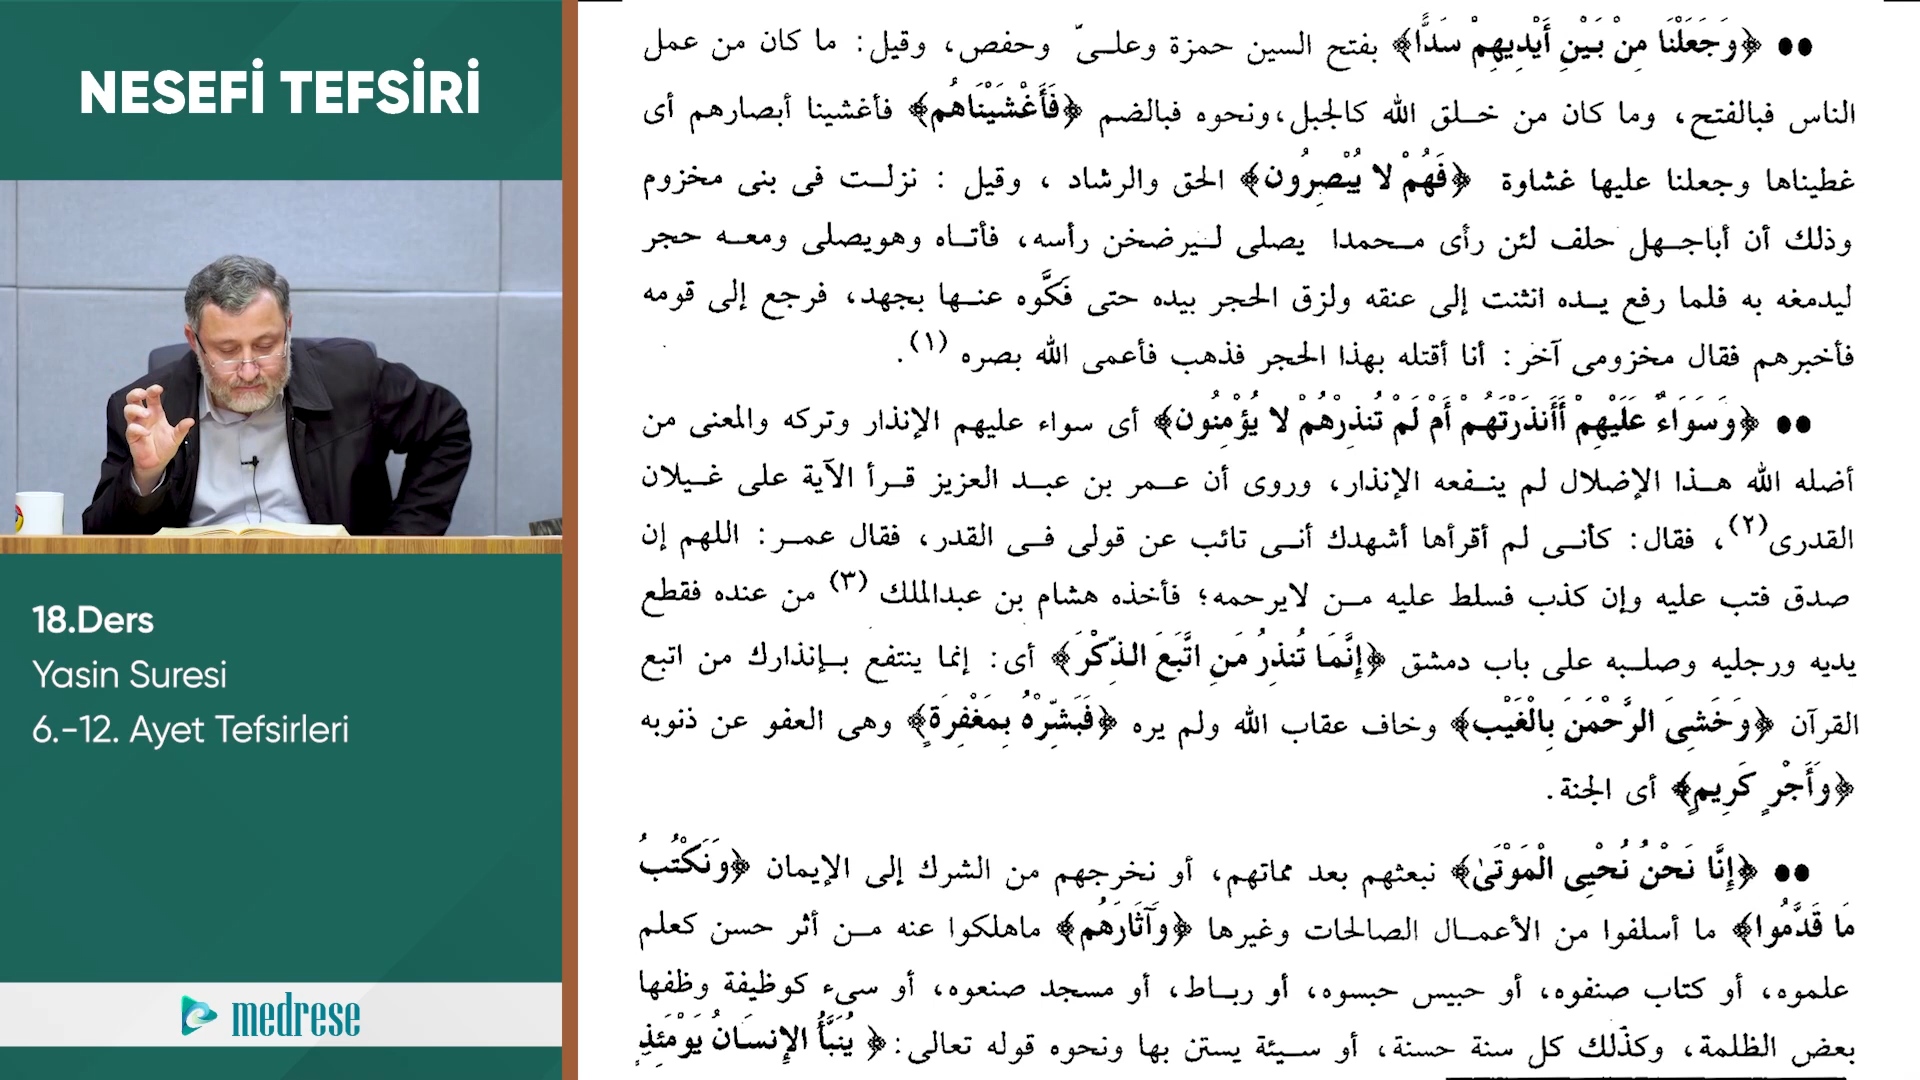 NESEFİ TEFSİRİ
18.Ders
Yasin Suresi
6.-12. Ayet Tefsirleri
medrese
•• ﴿وَجَعَلْنَا مِنْ بَيْنِ أَيْدِيهِمْ سَدًّا﴾ بفتح السين حمزة وعلىّ وحفص، وقيل: ما كان من عمل
الناس فبالفتح، وما كان من خلق الله كالجبل،ونحوه فبالضم ﴿فَأَغْشَيْنَاهُم﴾ فأغشينا أبصارهم أى
غطيناها وجعلنا عليها غشاوة ﴿فَهُمْ لا يُبْصِرُون﴾ الحق والرشاد ، وقيل : نزلت فى بنى مخزوم
وذلك أن أباجهل حلف لئن رأى محمدا يصلى ليرضخن رأسه، فأتاه وهويصلى ومعه حجر
ليدمغه به فلما رفع يده انثنت إلى عنقه ولزق الحجر بيده حتى فَكَّوه عنها بجهد، فرجع إلى قومه
فأخبرهم فقال مخزومى آخر: أنا أقتله بهذا الحجر فذهب فأعمى الله بصره (١).
•• ﴿وَسَوَاءٌ عَلَيْهِمْ أَأَنذَرْتَهُمْ أَمْ لَمْ تُنذِرْهُمْ لا يُؤْمِنُون﴾ أى سواء عليهم الإنذار وتركه والمعنى من
أضله الله هذا الإضلال لم ينفعه الإنذار، وروى أن عمر بن عبد العزيز قرأ الآية على غيلان
القدرى(٢)، فقال: كأنى لم أقرأها أشهدك أنى تائب عن قولى فى القدر، فقال عمر: اللهم إن
صدق فتب عليه وإن كذب فسلط عليه من لايرحمه؛ فأخذه هشام بن عبدالملك (٣) من عنده فقطع
يديه ورجليه وصلبه على باب دمشق ﴿إِنَّمَا تُنذِرُ مَنِ اتَّبَعَ الذِّكْرَ﴾ أى: إنما ينتفع بإنذارك من اتبع
القرآن ﴿وَخَشِىَ الرَّحْمَنَ بِالْغَيْب﴾ وخاف عقاب الله ولم يره ﴿فَبَشِّرْهُ بِمَغْفِرَةٍ﴾ وهى العفو عن ذنوبه
﴿وَأَجْرٍ كَرِيمٍ﴾ أى الجنة.
•• ﴿إِنَّا نَحْنُ نُحْيِى الْمَوْتَىٰ﴾ نبعثهم بعد مماتهم، أو نخرجهم من الشرك إلى الإيمان ﴿وَنَكْتُبُ
مَا قَدَّمُوا﴾ ما أسلفوا من الأعمال الصالحات وغيرها ﴿وَآثَارَهُم﴾ ماهلكوا عنه من أثر حسن كعلم
علموه، أو كتاب صنفوه، أو حبيس حبسوه، أو رباط، أو مسجد صنعوه، أو سىء كوظيفة وظفها
بعض الظلمة، وكذلك كل سنة حسنة، أو سيئة يستن بها ونحوه قوله تعالى:﴿ يُنَبَّأُ الإِنسَانُ يَوْمَئِذٍ